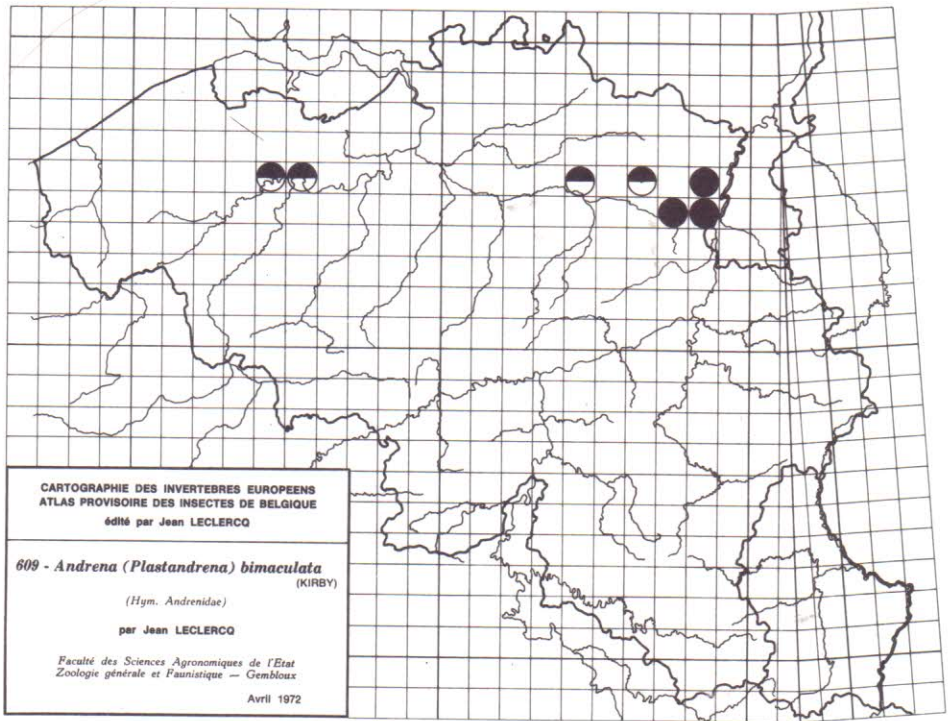 CARTOGRAPHIE DES INVERTEBRES EUROPEENS
ATLAS PROVISOIRE DES INSECTES DE BELGIQUE
édité par Jean LECLERCQ
609 - Andrena (Plastandrena) bimaculata
(KIRBY)
(Hym. Andrenidae)
par Jean LECLERCQ
Faculté des Sciences Agronomiques de l'Etat
Zoologie générale et Faunistique — Gembloux
Avril 1972